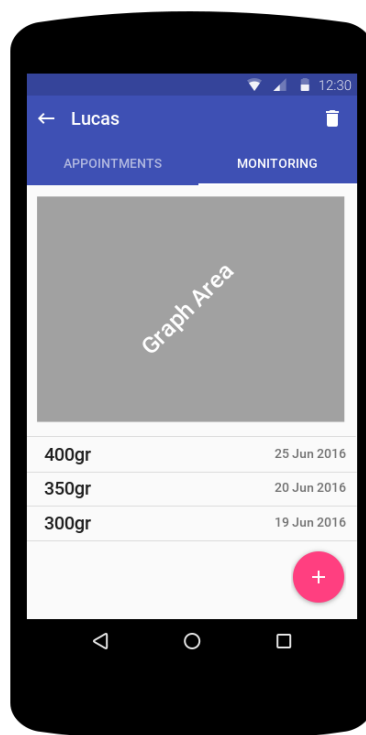 12:30
Lucas
APPOINTMENTS MONITORING
Graph Area
400gr 25 Jun 2016
350gr 20 Jun 2016
300gr 19 Jun 2016